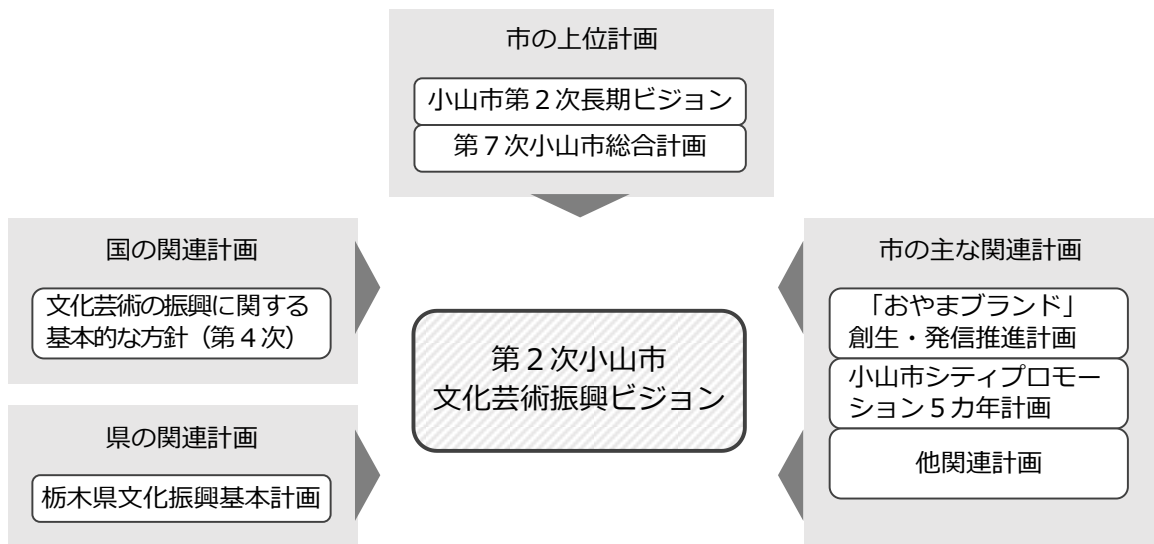 市の上位計画
小山市第２次長期ビジョン
第７次小山市総合計画
国の関連計画
文化芸術の振興に関する
基本的な方針（第４次）
県の関連計画
栃木県文化振興基本計画
第２次小山市
文化芸術振興ビジョン
市の主な関連計画
「おやまブランド」
創生・発信推進計画
小山市シティプロモー
ション５カ年計画
他関連計画